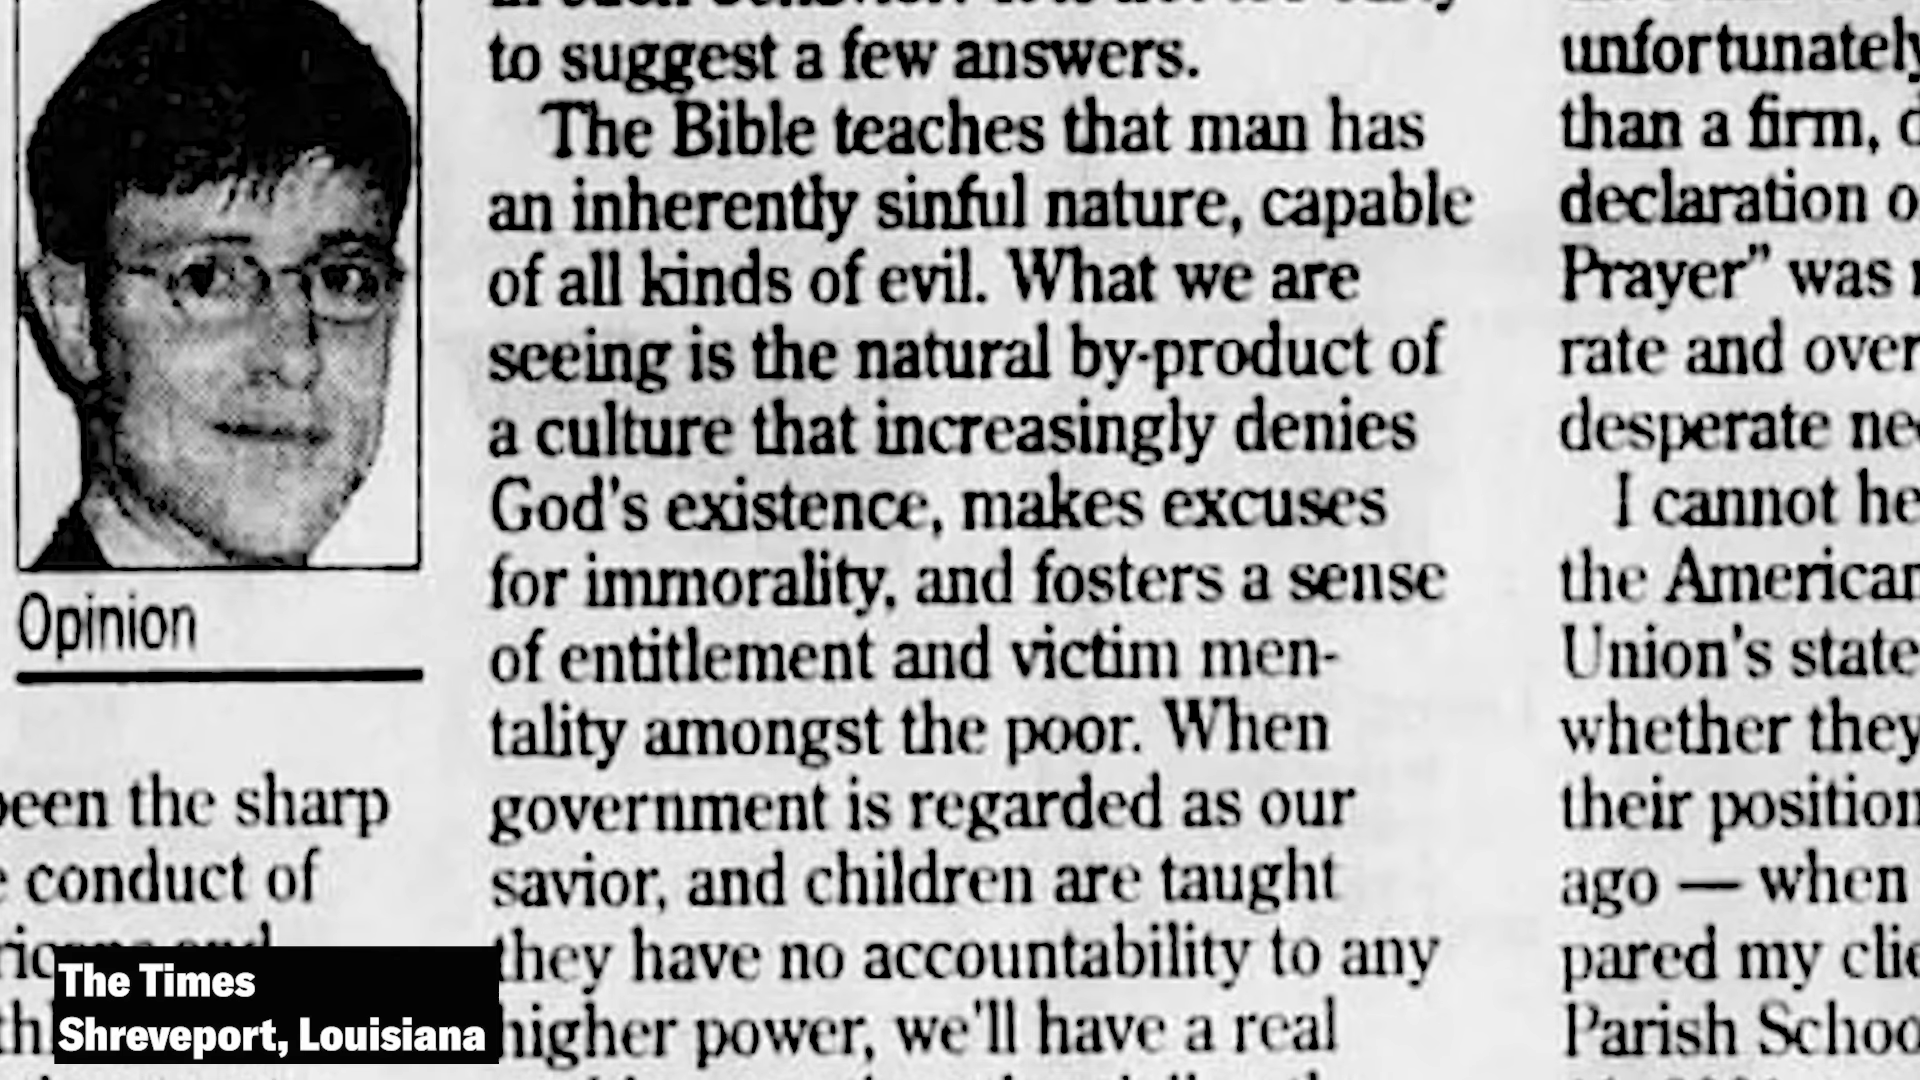 Opinion
been the sharp
conduct of
and
The Times
Shreveport, Louisiana
to suggest a few answers.
The Bible teaches that man has
an inherently sinful nature, capable
of all kinds of evil. What we are
seeing is the natural by-product of
a culture that increasingly denies
God's existence, makes excuses
for immorality, and fosters a sense
of entitlement and victim men-
tality amongst the poor. When
government is regarded as our
savior, and children are taught
they have no accountability to any
higher power, we'll have a real
unfortunately
than a firm,
declaration
Prayer" was
rate and over
desperate
I cannot
the American
Union's state
whether they
their position
ago — when
pared my
Parish